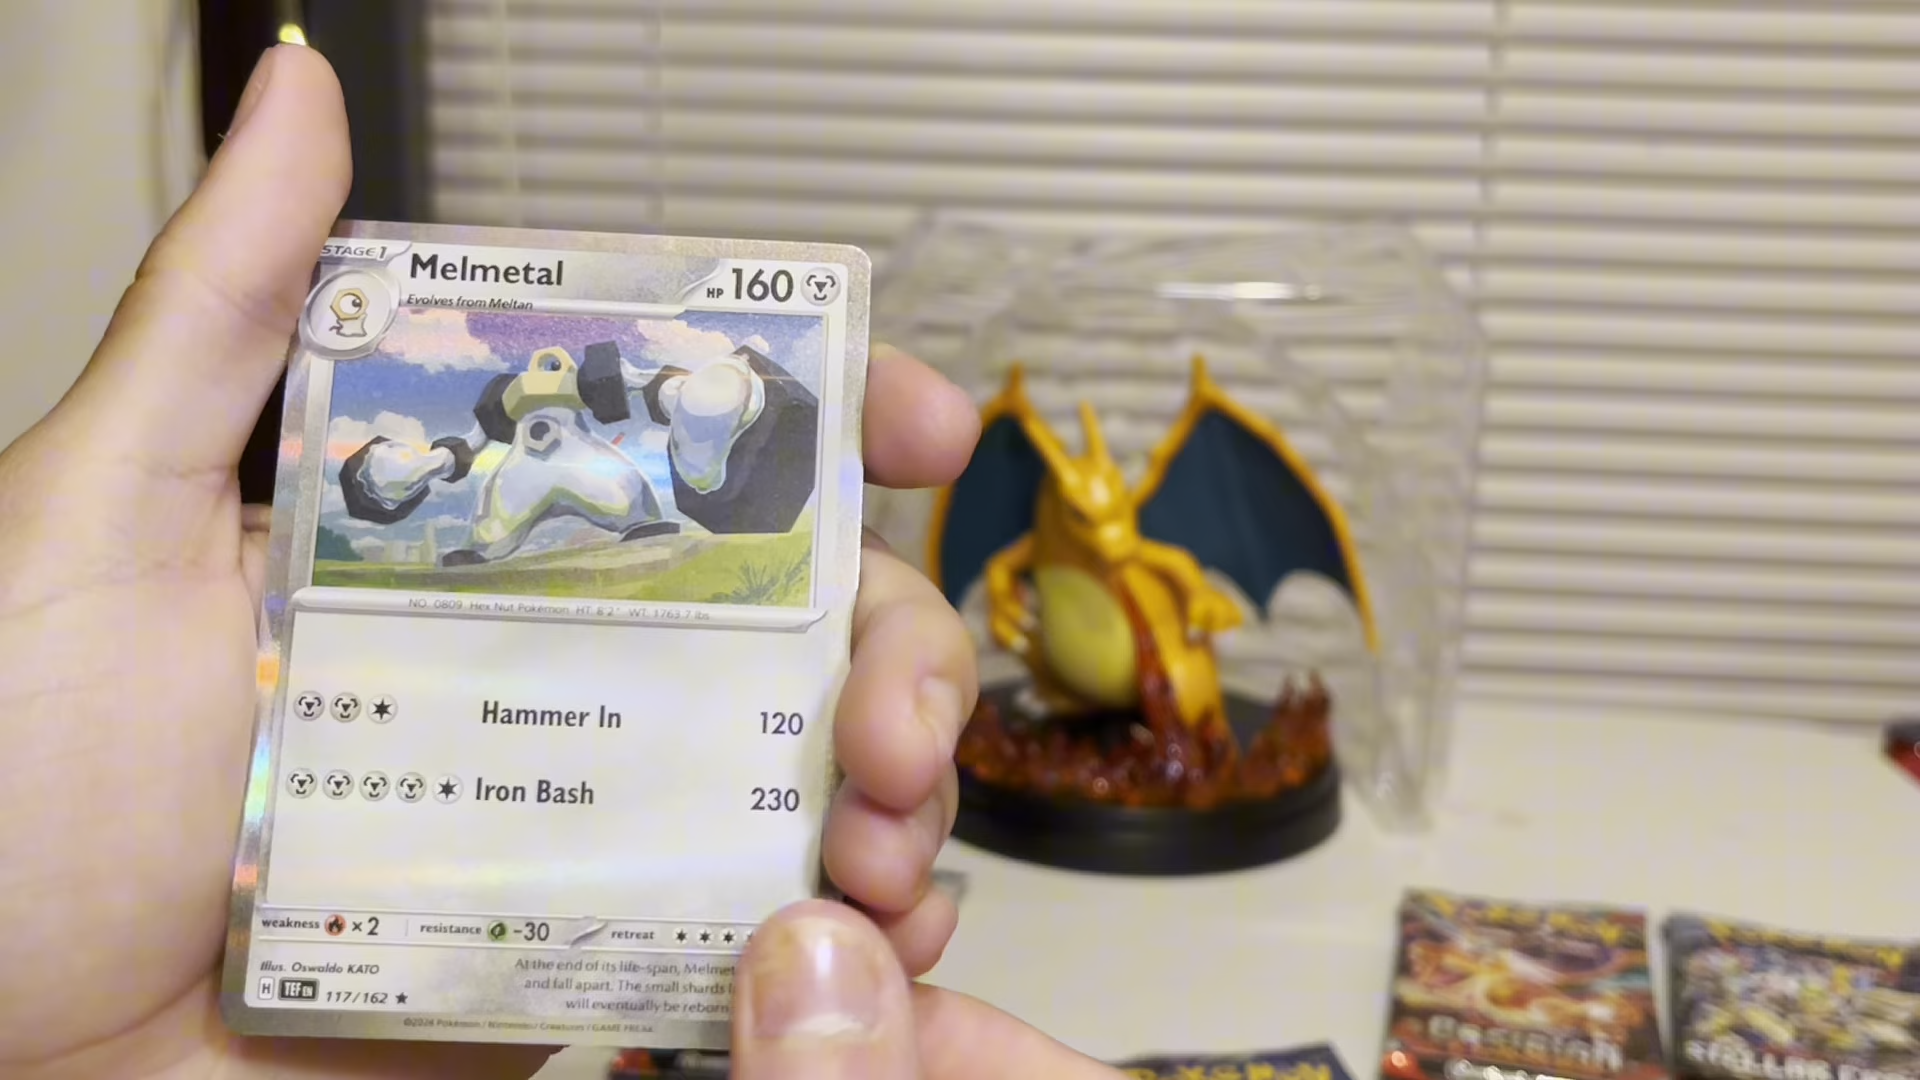 STAGE 1
Melmetal
HP 160
Evolves from Meltan
NO. 0809 Hex Nut Pokémon HT: 8'2" WT: 1763.7 lbs
Hammer In 120
Iron Bash 230
weakness ×2 resistance -30 retreat
Illus. Oswaldo KATO
At the end of its life-span, Melmet
and fall apart. The small shards
will eventually be reborn
H TEF EN 117/162
©2024 Pokémon / Nintendo / Creatures / GAME FREAK
STELLAR